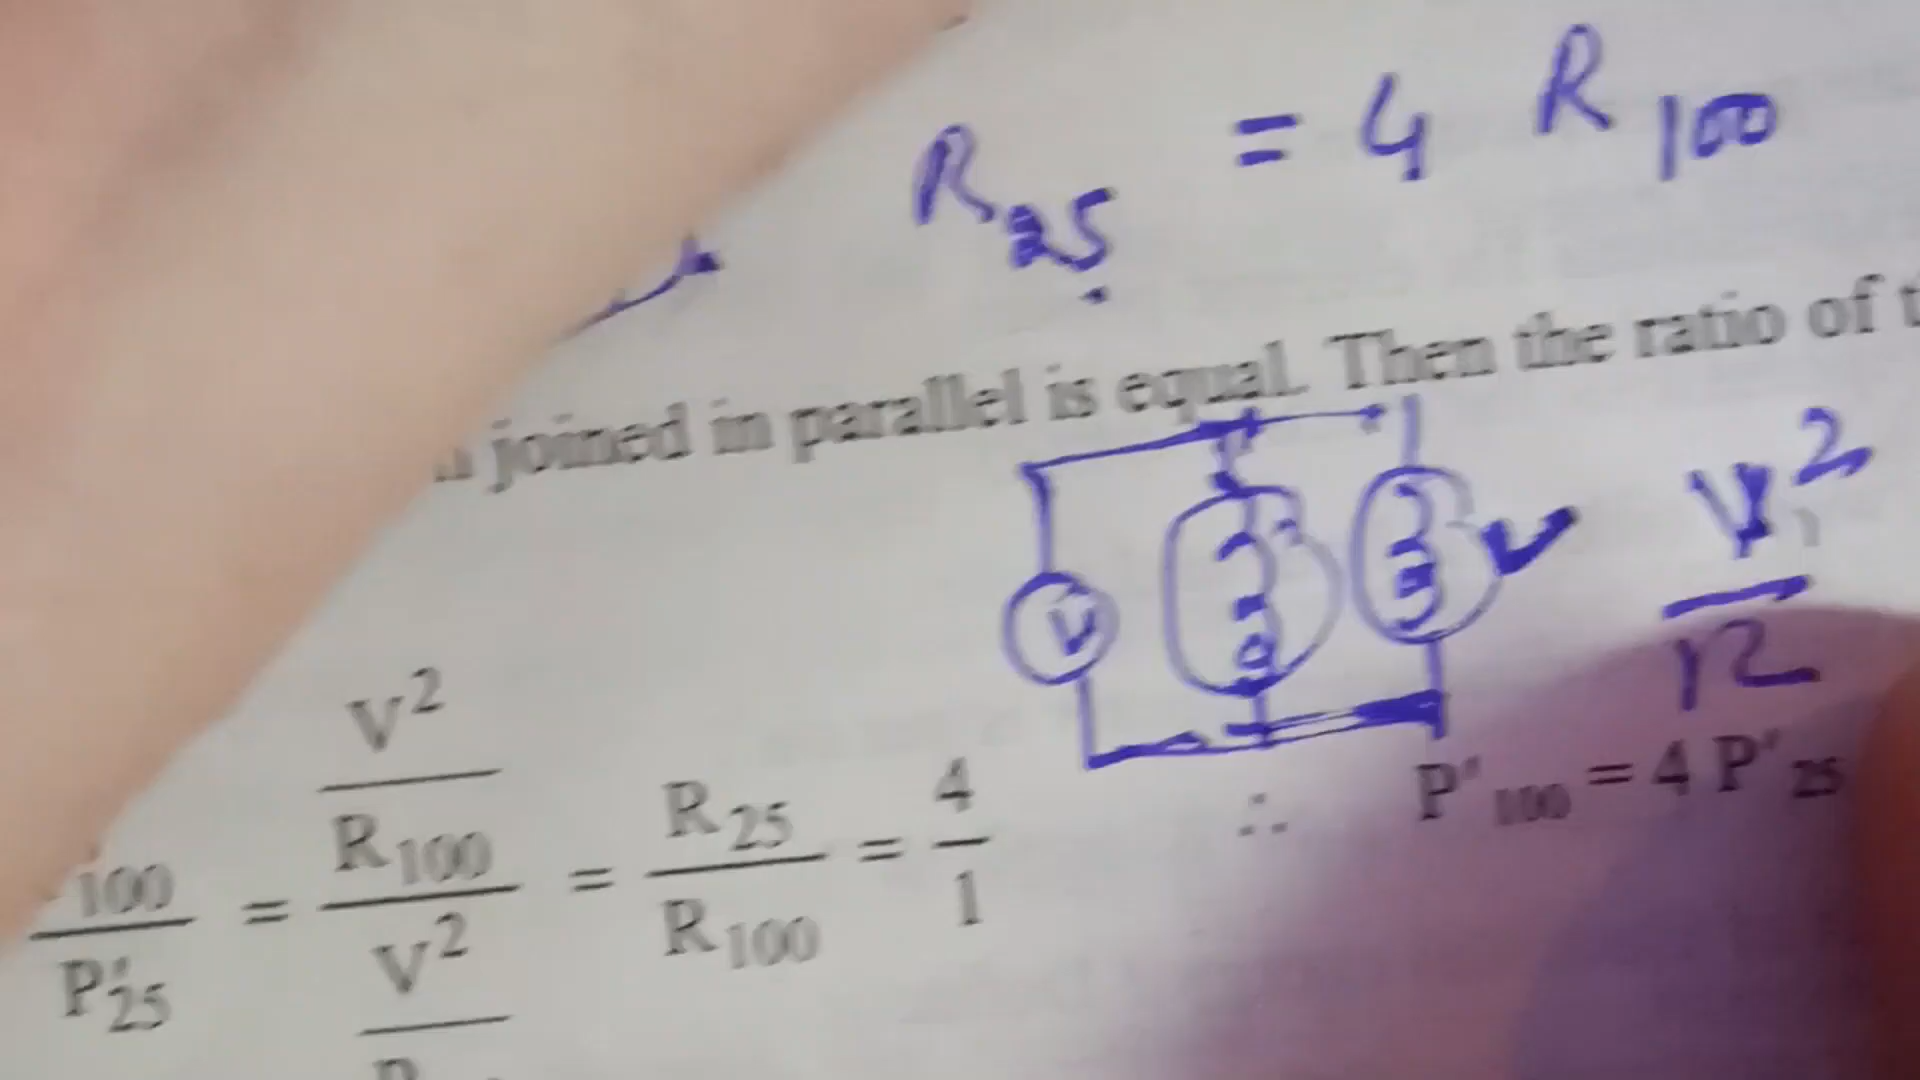 R25 = 4 R100
joined in parallel is equal. Then the ratio of
V
V²
R
100 / P'25 = V² / R100 / V² = R25 / R100 = 4 / 1 ∴ P'100 = 4 P'25